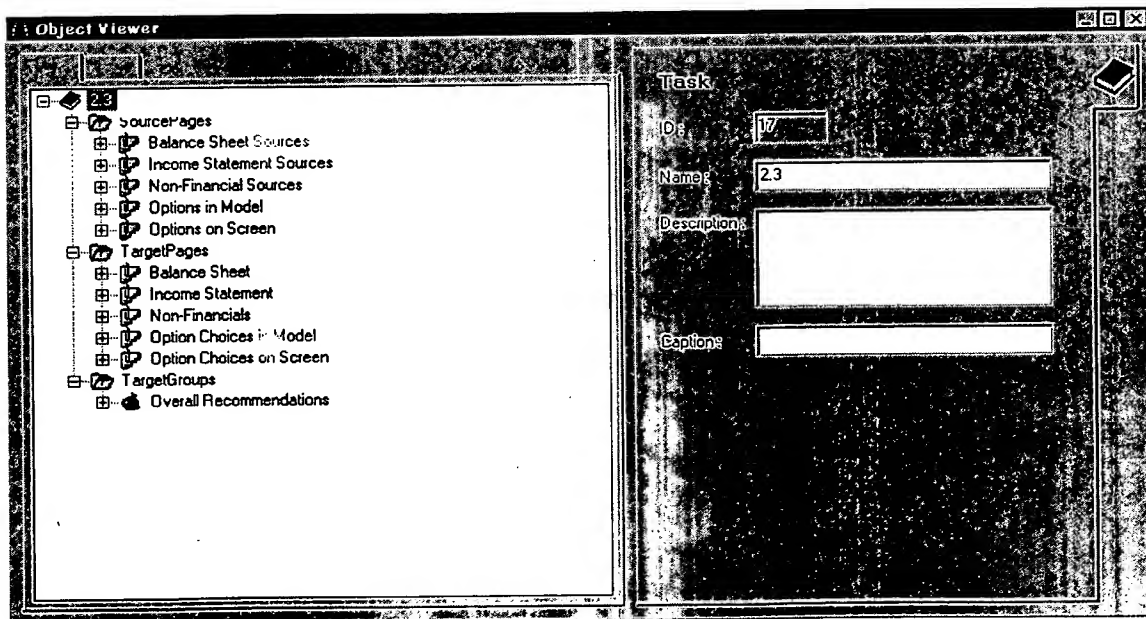 Object Viewer
2.3
SourcePages
Balance Sheet Sources
Income Statement Sources
Non-Financial Sources
Options in Model
Options on Screen
TargetPages
Balance Sheet
Income Statement
Non-Financials
Option Choices in Model
Option Choices on Screen
TargetGroups
Overall Recommendations
Task
ID: 17
Name: 2.3
Description:
Caption: